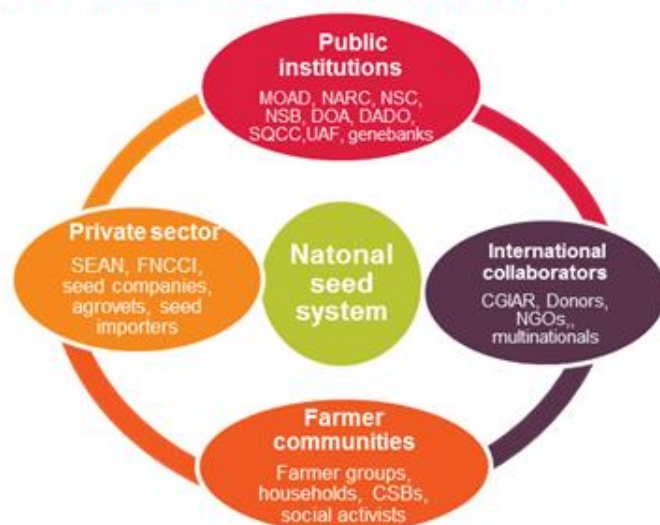 Public
institutions
MOAD, NARC, NSC,
NSB, DOA, DADO,
SQCC,UAF, genebanks
Private sector
SEAN, FNCCI,
seed companies,
agrovets, seed
importers
Natonal
seed
system
International
collaborators
CGIAR, Donors,
NGOs,,
multinationals
Farmer
communities
Farmer groups,
households, CSBs,
social activists